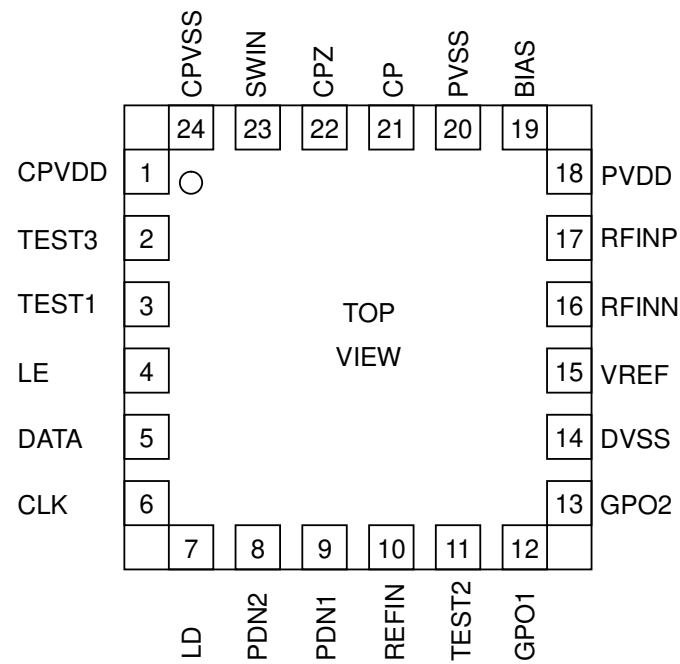 CPVSS SWIN CPZ CP PVSS BIAS
24 23 22 21 20 19
CPVDD 1 18 PVDD
TEST3 2 17 RFINP
TEST1 3 16 RFINN
TOP
VIEW
LE 4 15 VREF
DATA 5 14 DVSS
CLK 6 13 GPO2
7 8 9 10 11 12
LD PDN2 PDN1 REFIN TEST2 GPO1